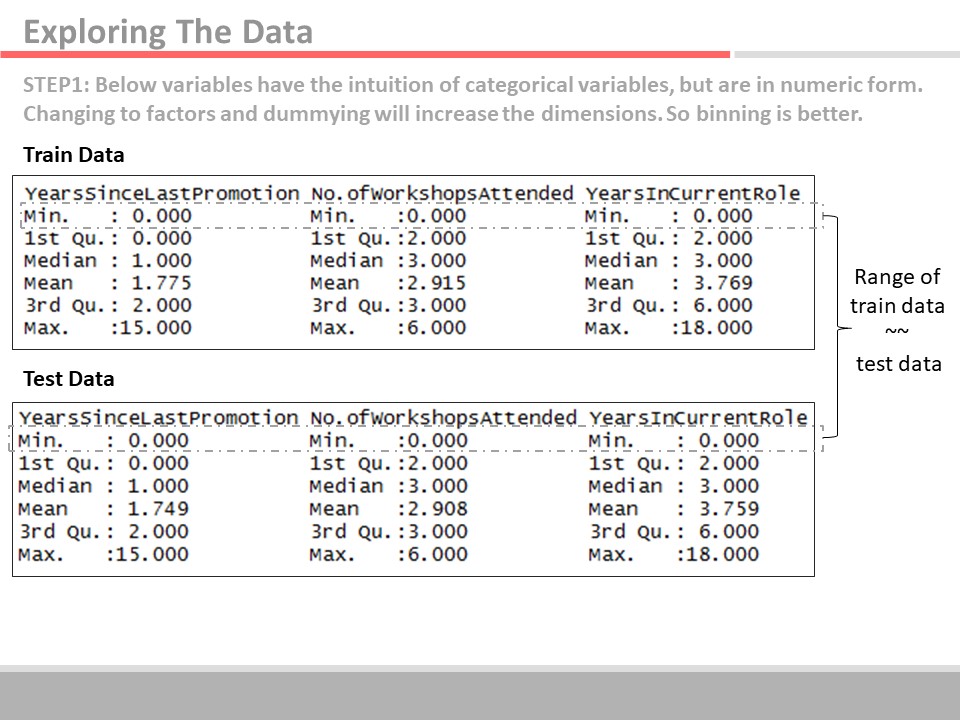 Exploring The Data
STEP1: Below variables have the intuition of categorical variables, but are in numeric form.
Changing to factors and dummying will increase the dimensions. So binning is better.
Train Data
YearsSinceLastPromotion No.ofWorkshopsAttended YearsInCurrentRole
Min. : 0.000 Min. :0.000 Min. : 0.000
1st Qu.: 0.000 1st Qu.:2.000 1st Qu.: 2.000
Median : 1.000 Median :3.000 Median : 3.000
Mean : 1.775 Mean :2.915 Mean : 3.769
3rd Qu.: 2.000 3rd Qu.:3.000 3rd Qu.: 6.000
Max. :15.000 Max. :6.000 Max. :18.000
Range of
train data
~~
test data
Test Data
YearsSinceLastPromotion No.ofWorkshopsAttended YearsInCurrentRole
Min. : 0.000 Min. :0.000 Min. : 0.000
1st Qu.: 0.000 1st Qu.:2.000 1st Qu.: 2.000
Median : 1.000 Median :3.000 Median : 3.000
Mean : 1.749 Mean :2.908 Mean : 3.759
3rd Qu.: 2.000 3rd Qu.:3.000 3rd Qu.: 6.000
Max. :15.000 Max. :6.000 Max. :18.000